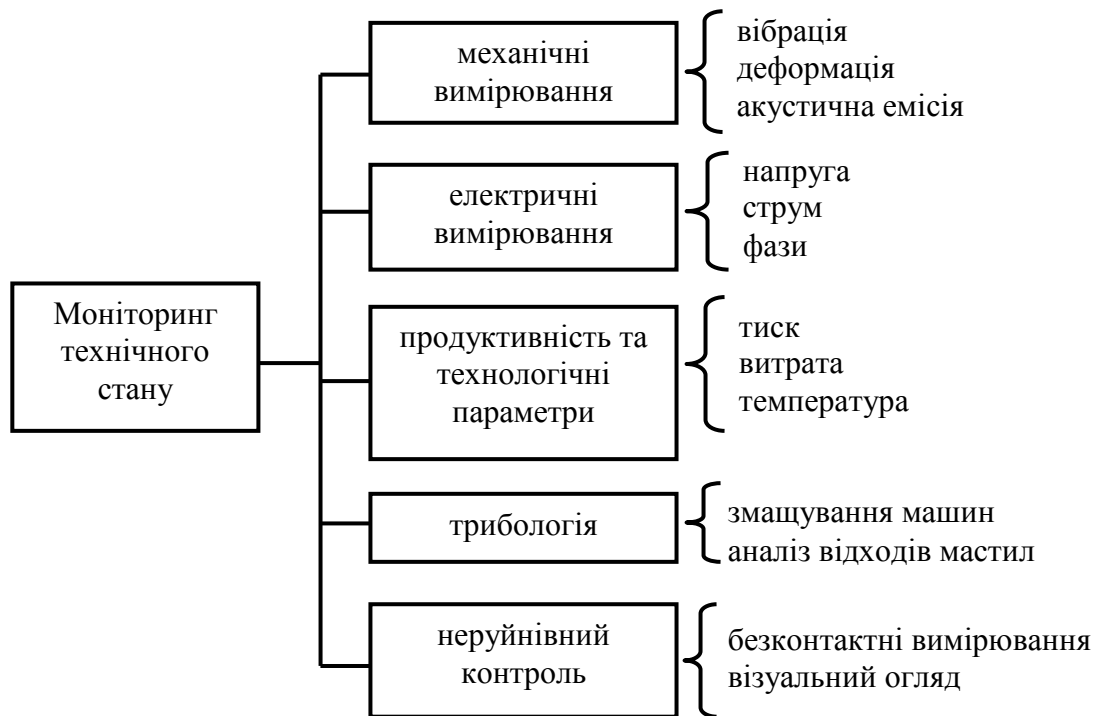 Моніторинг
технічного
стану
механічні
вимірювання
вібрація
деформація
акустична емісія
електричні
вимірювання
напруга
струм
фази
продуктивність та
технологічні
параметри
тиск
витрата
температура
трибологія
змащування машин
аналіз відходів мастил
неруйнівний
контроль
безконтактні вимірювання
візуальний огляд